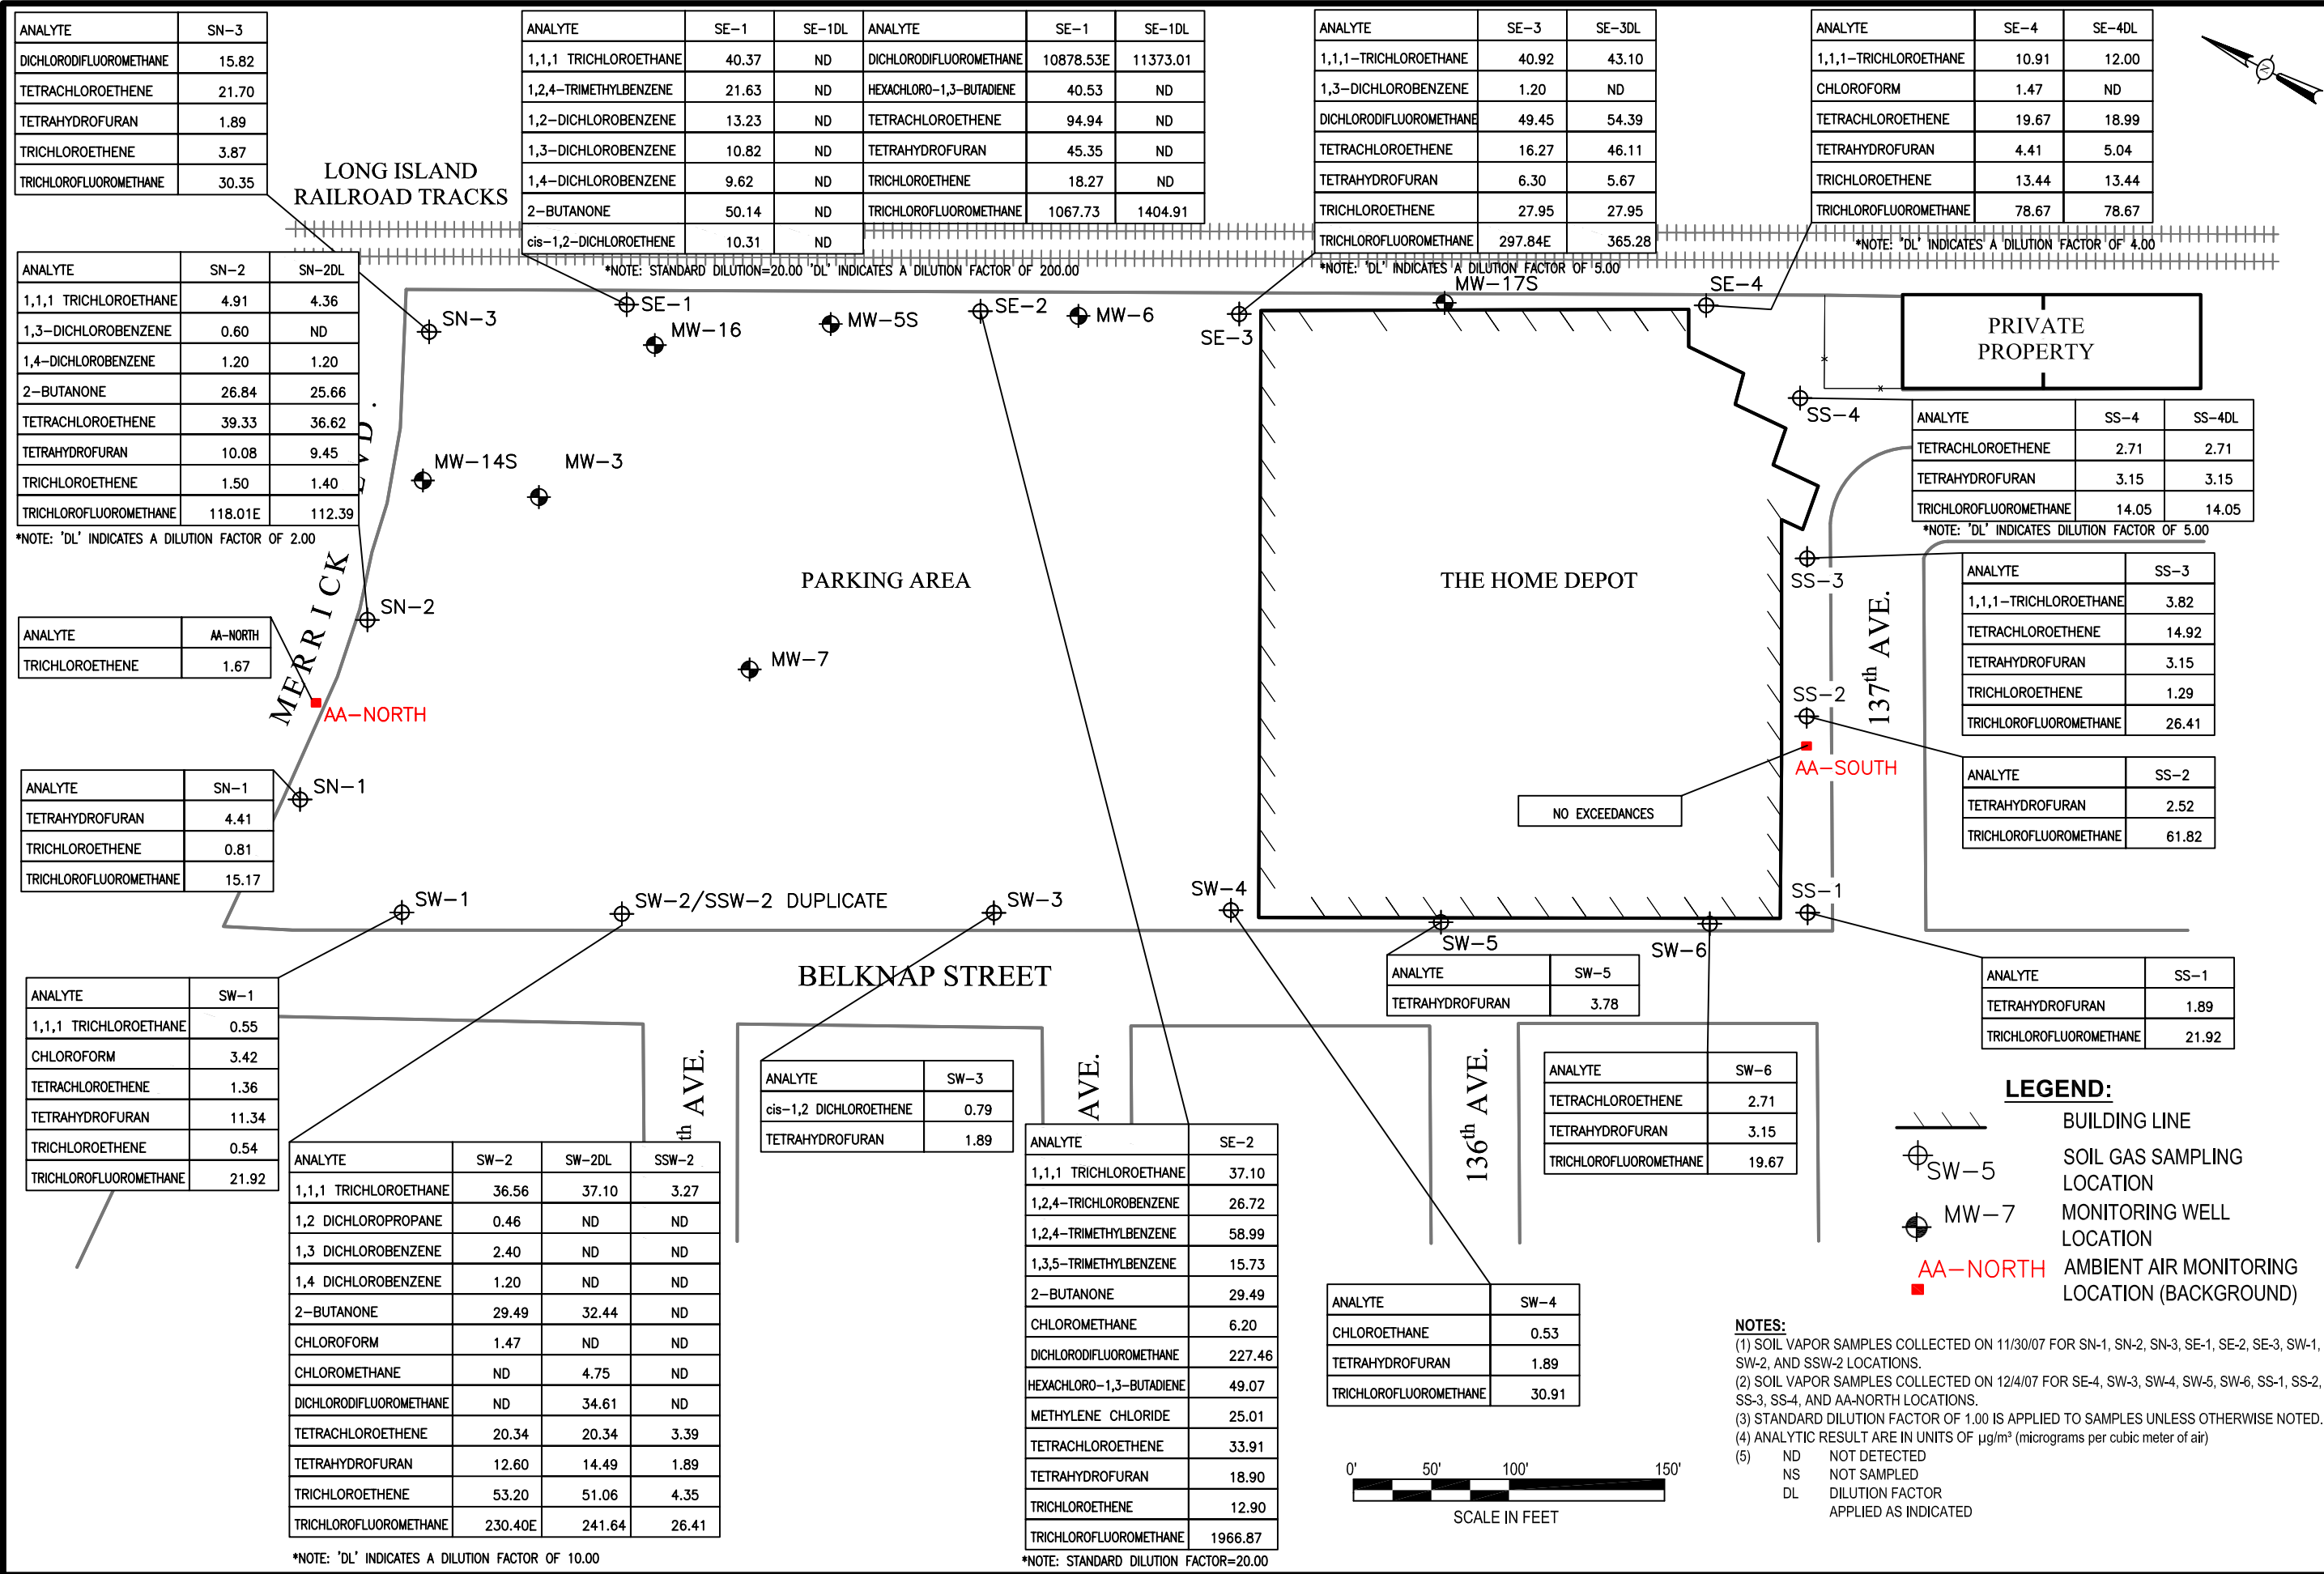 ANALYTE SN-3
DICHLORODIFLUOROMETHANE 15.82
TETRACHLOROETHENE 21.70
TETRAHYDROFURAN 1.89
TRICHLOROETHENE 3.87
TRICHLOROFLUOROMETHANE 30.35
ANALYTE SE-1 SE-1DL ANALYTE SE-1 SE-1DL
1,1,1 TRICHLOROETHANE 40.37 ND DICHLORODIFLUOROMETHANE 10878.53E 11373.01
1,2,4-TRIMETHYLBENZENE 21.63 ND HEXACHLORO-1,3-BUTADIENE 40.53 ND
1,2-DICHLOROBENZENE 13.23 ND TETRACHLOROETHENE 94.94 ND
1,3-DICHLOROBENZENE 10.82 ND TETRAHYDROFURAN 45.35 ND
1,4-DICHLOROBENZENE 9.62 ND TRICHLOROETHENE 18.27 ND
2-BUTANONE 50.14 ND TRICHLOROFLUOROMETHANE 1067.73 1404.91
cis-1,2-DICHLOROETHENE 10.31 ND
*NOTE: STANDARD DILUTION=20.00 'DL' INDICATES A DILUTION FACTOR OF 200.00
ANALYTE SE-3 SE-3DL
1,1,1-TRICHLOROETHANE 40.92 43.10
1,3-DICHLOROBENZENE 1.20 ND
DICHLORODIFLUOROMETHANE 49.45 54.39
TETRACHLOROETHENE 16.27 46.11
TETRAHYDROFURAN 6.30 5.67
TRICHLOROETHENE 27.95 27.95
TRICHLOROFLUOROMETHANE 297.84E 365.28
*NOTE: 'DL' INDICATES A DILUTION FACTOR OF 5.00
ANALYTE SE-4 SE-4DL
1,1,1-TRICHLOROETHANE 10.91 12.00
CHLOROFORM 1.47 ND
TETRACHLOROETHENE 19.67 18.99
TETRAHYDROFURAN 4.41 5.04
TRICHLOROETHENE 13.44 13.44
TRICHLOROFLUOROMETHANE 78.67 78.67
*NOTE: 'DL' INDICATES A DILUTION FACTOR OF 4.00
N
LONG ISLAND
RAILROAD TRACKS
ANALYTE SN-2 SN-2DL
1,1,1 TRICHLOROETHANE 4.91 4.36
1,3-DICHLOROBENZENE 0.60 ND
1,4-DICHLOROBENZENE 1.20 1.20
2-BUTANONE 26.84 25.66
TETRACHLOROETHENE 39.33 36.62
TETRAHYDROFURAN 10.08 9.45
TRICHLOROETHENE 1.50 1.40
TRICHLOROFLUOROMETHANE 118.01E 112.39
*NOTE: 'DL' INDICATES A DILUTION FACTOR OF 2.00
SN-3
SE-1
MW-16
MW-5S
SE-2
MW-6
SE-3
MW-17S
SE-4
PRIVATE
PROPERTY
SS-4
ANALYTE SS-4 SS-4DL
TETRACHLOROETHENE 2.71 2.71
TETRAHYDROFURAN 3.15 3.15
TRICHLOROFLUOROMETHANE 14.05 14.05
*NOTE: 'DL' INDICATES DILUTION FACTOR OF 5.00
MW-14S
MW-3
MERRICK
SN-2
PARKING AREA
THE HOME DEPOT
SS-3
137th AVE.
ANALYTE SS-3
1,1,1-TRICHLOROETHANE 3.82
TETRACHLOROETHENE 14.92
TETRAHYDROFURAN 3.15
TRICHLOROETHENE 1.29
TRICHLOROFLUOROMETHANE 26.41
ANALYTE AA-NORTH
TRICHLOROETHENE 1.67
AA-NORTH
MW-7
SS-2
AA-SOUTH
NO EXCEEDANCES
ANALYTE SS-2
TETRAHYDROFURAN 2.52
TRICHLOROFLUOROMETHANE 61.82
ANALYTE SN-1
TETRAHYDROFURAN 4.41
TRICHLOROETHENE 0.81
TRICHLOROFLUOROMETHANE 15.17
SN-1
SW-1
SW-2/SSW-2 DUPLICATE
SW-3
SW-4
SW-5
SW-6
SS-1
BELKNAP STREET
ANALYTE SW-5
TETRAHYDROFURAN 3.78
ANALYTE SS-1
TETRAHYDROFURAN 1.89
TRICHLOROFLUOROMETHANE 21.92
ANALYTE SW-1
1,1,1 TRICHLOROETHANE 0.55
CHLOROFORM 3.42
TETRACHLOROETHENE 1.36
TETRAHYDROFURAN 11.34
TRICHLOROETHENE 0.54
TRICHLOROFLUOROMETHANE 21.92
th AVE.
ANALYTE SW-3
cis-1,2 DICHLOROETHENE 0.79
TETRAHYDROFURAN 1.89
AVE.
136th AVE.
ANALYTE SW-6
TETRACHLOROETHENE 2.71
TETRAHYDROFURAN 3.15
TRICHLOROFLUOROMETHANE 19.67
ANALYTE SW-2 SW-2DL SSW-2
1,1,1 TRICHLOROETHANE 36.56 37.10 3.27
1,2 DICHLOROPROPANE 0.46 ND ND
1,3 DICHLOROBENZENE 2.40 ND ND
1,4 DICHLOROBENZENE 1.20 ND ND
2-BUTANONE 29.49 32.44 ND
CHLOROFORM 1.47 ND ND
CHLOROMETHANE ND 4.75 ND
DICHLORODIFLUOROMETHANE ND 34.61 ND
TETRACHLOROETHENE 20.34 20.34 3.39
TETRAHYDROFURAN 12.60 14.49 1.89
TRICHLOROETHENE 53.20 51.06 4.35
TRICHLOROFLUOROMETHANE 230.40E 241.64 26.41
*NOTE: 'DL' INDICATES A DILUTION FACTOR OF 10.00
ANALYTE SE-2
1,1,1 TRICHLOROETHANE 37.10
1,2,4-TRICHLOROBENZENE 26.72
1,2,4-TRIMETHYLBENZENE 58.99
1,3,5-TRIMETHYLBENZENE 15.73
2-BUTANONE 29.49
CHLOROMETHANE 6.20
DICHLORODIFLUOROMETHANE 227.46
HEXACHLORO-1,3-BUTADIENE 49.07
METHYLENE CHLORIDE 25.01
TETRACHLOROETHENE 33.91
TETRAHYDROFURAN 18.90
TRICHLOROETHENE 12.90
TRICHLOROFLUOROMETHANE 1966.87
*NOTE: STANDARD DILUTION FACTOR=20.00
ANALYTE SW-4
CHLOROETHANE 0.53
TETRAHYDROFURAN 1.89
TRICHLOROFLUOROMETHANE 30.91
0' 50' 100' 150'
SCALE IN FEET
LEGEND:
BUILDING LINE
SW-5 SOIL GAS SAMPLING
LOCATION
MW-7 MONITORING WELL
LOCATION
AA-NORTH AMBIENT AIR MONITORING
LOCATION (BACKGROUND)
NOTES:
(1) SOIL VAPOR SAMPLES COLLECTED ON 11/30/07 FOR SN-1, SN-2, SN-3, SE-1, SE-2, SE-3, SW-1,
SW-2, AND SSW-2 LOCATIONS.
(2) SOIL VAPOR SAMPLES COLLECTED ON 12/4/07 FOR SE-4, SW-3, SW-4, SW-5, SW-6, SS-1, SS-2,
SS-3, SS-4, AND AA-NORTH LOCATIONS.
(3) STANDARD DILUTION FACTOR OF 1.00 IS APPLIED TO SAMPLES UNLESS OTHERWISE NOTED.
(4) ANALYTIC RESULT ARE IN UNITS OF µg/m³ (micrograms per cubic meter of air)
(5) ND NOT DETECTED
NS NOT SAMPLED
DL DILUTION FACTOR
APPLIED AS INDICATED